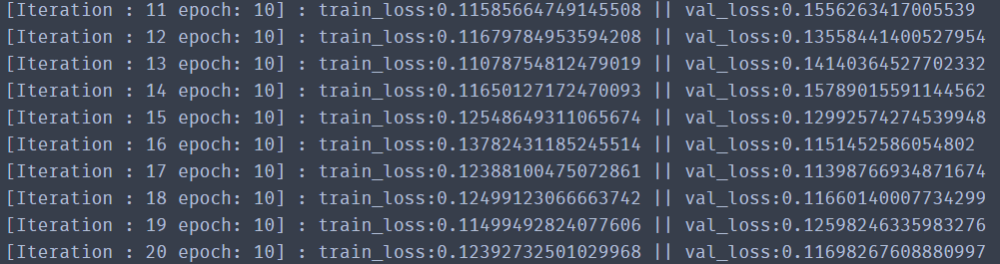 [Iteration : 11 epoch: 10] : train_loss:0.11585664749145508 || val_loss:0.1556263417005539
[Iteration : 12 epoch: 10] : train_loss:0.11679784953594208 || val_loss:0.13558441400527954
[Iteration : 13 epoch: 10] : train_loss:0.11078754812479019 || val_loss:0.14140364527702332
[Iteration : 14 epoch: 10] : train_loss:0.11650127172470093 || val_loss:0.15789015591144562
[Iteration : 15 epoch: 10] : train_loss:0.12548649311065674 || val_loss:0.12992574274539948
[Iteration : 16 epoch: 10] : train_loss:0.13782431185245514 || val_loss:0.1151452586054802
[Iteration : 17 epoch: 10] : train_loss:0.12388100475072861 || val_loss:0.11398766934871674
[Iteration : 18 epoch: 10] : train_loss:0.12499123066663742 || val_loss:0.11660140007734299
[Iteration : 19 epoch: 10] : train_loss:0.11499492824077606 || val_loss:0.12598246335983276
[Iteration : 20 epoch: 10] : train_loss:0.12392732501029968 || val_loss:0.11698267608880997